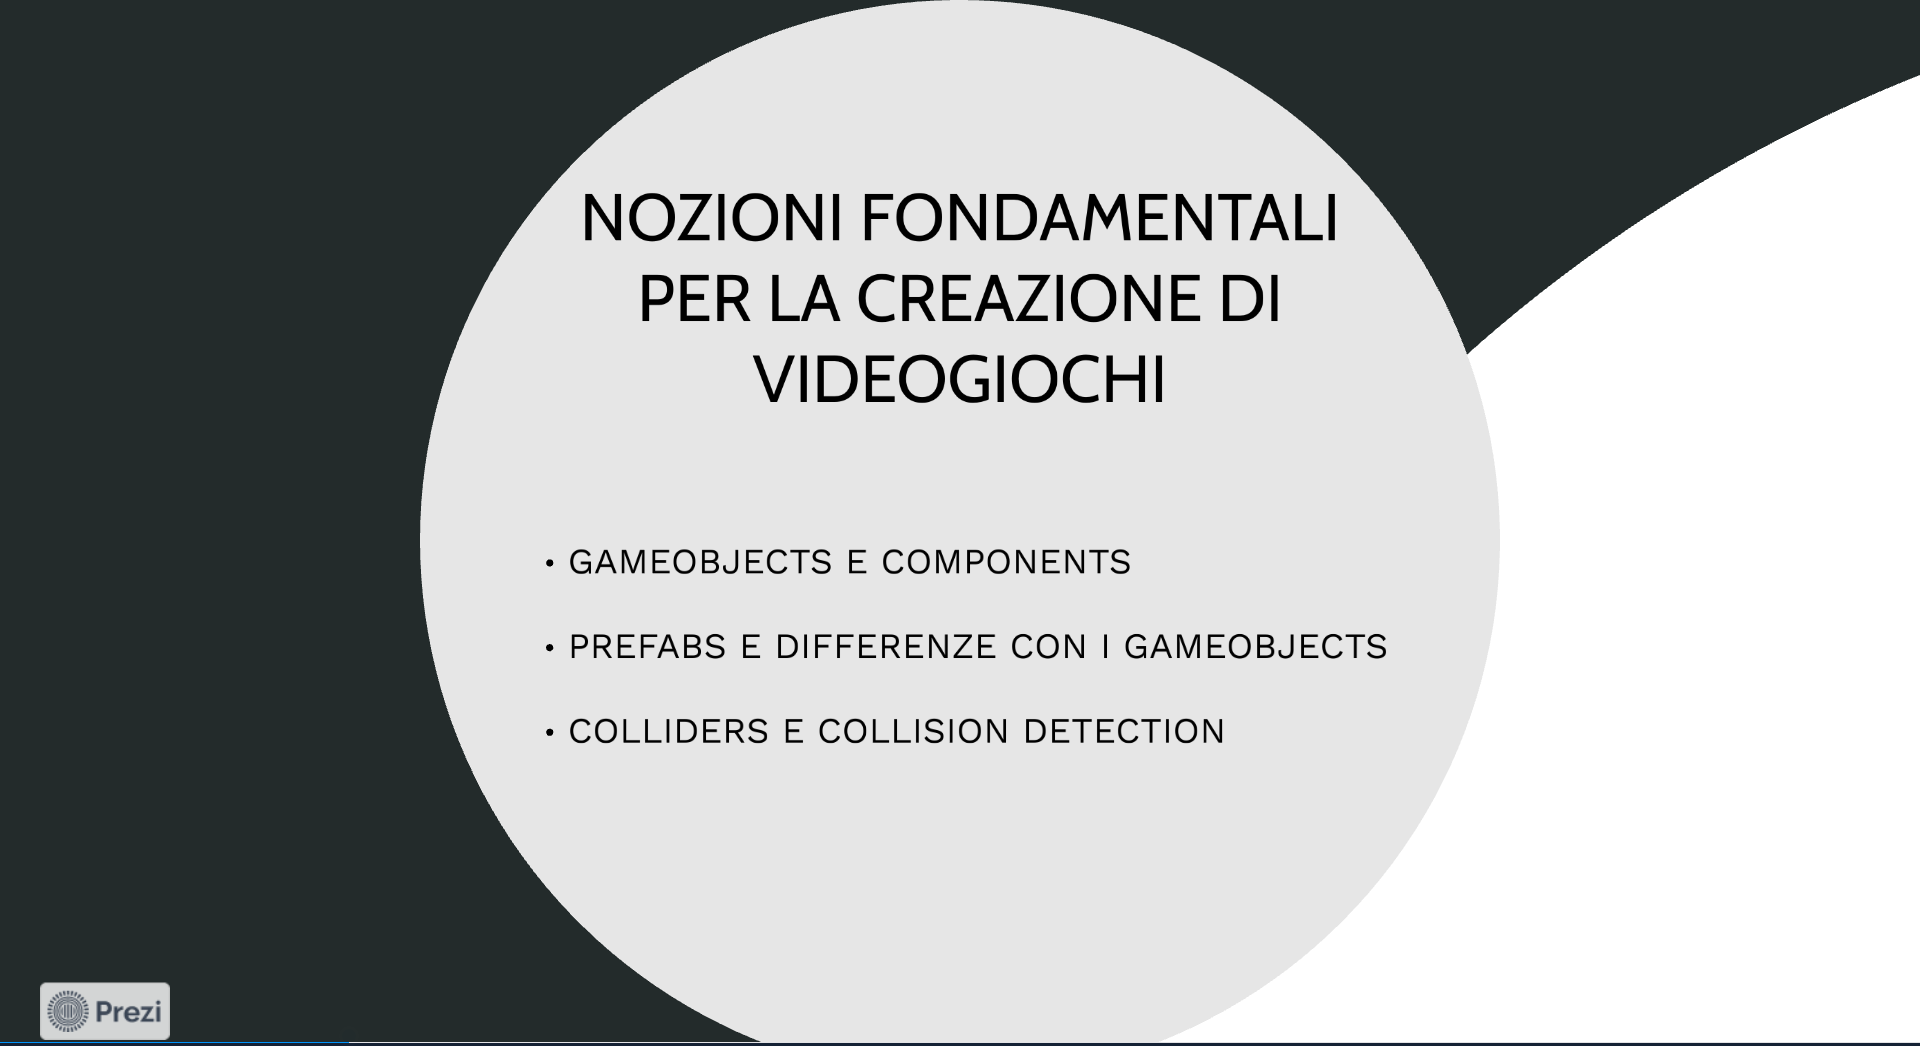 NOZIONI FONDAMENTALI
PER LA CREAZIONE DI
VIDEOGIOCHI
• GAMEOBJECTS E COMPONENTS
• PREFABS E DIFFERENZE CON I GAMEOBJECTS
• COLLIDERS E COLLISION DETECTION
Prezi